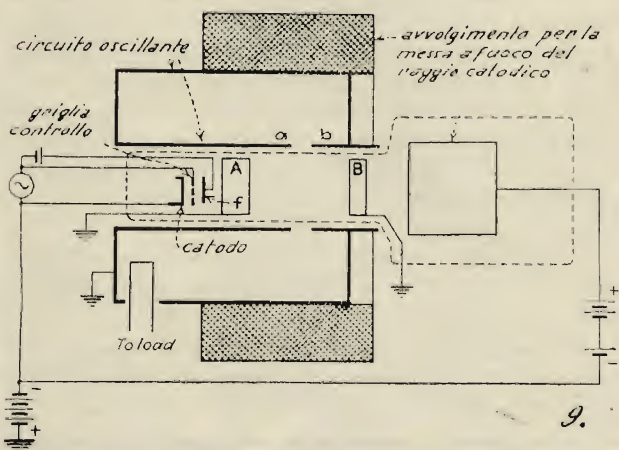 circuito oscillante
avvolgimento per la
messa a fuoco del
raggio catodico
griglia
controllo
a
b
A
B
f
catodo
To load
+
-
-
+
9.